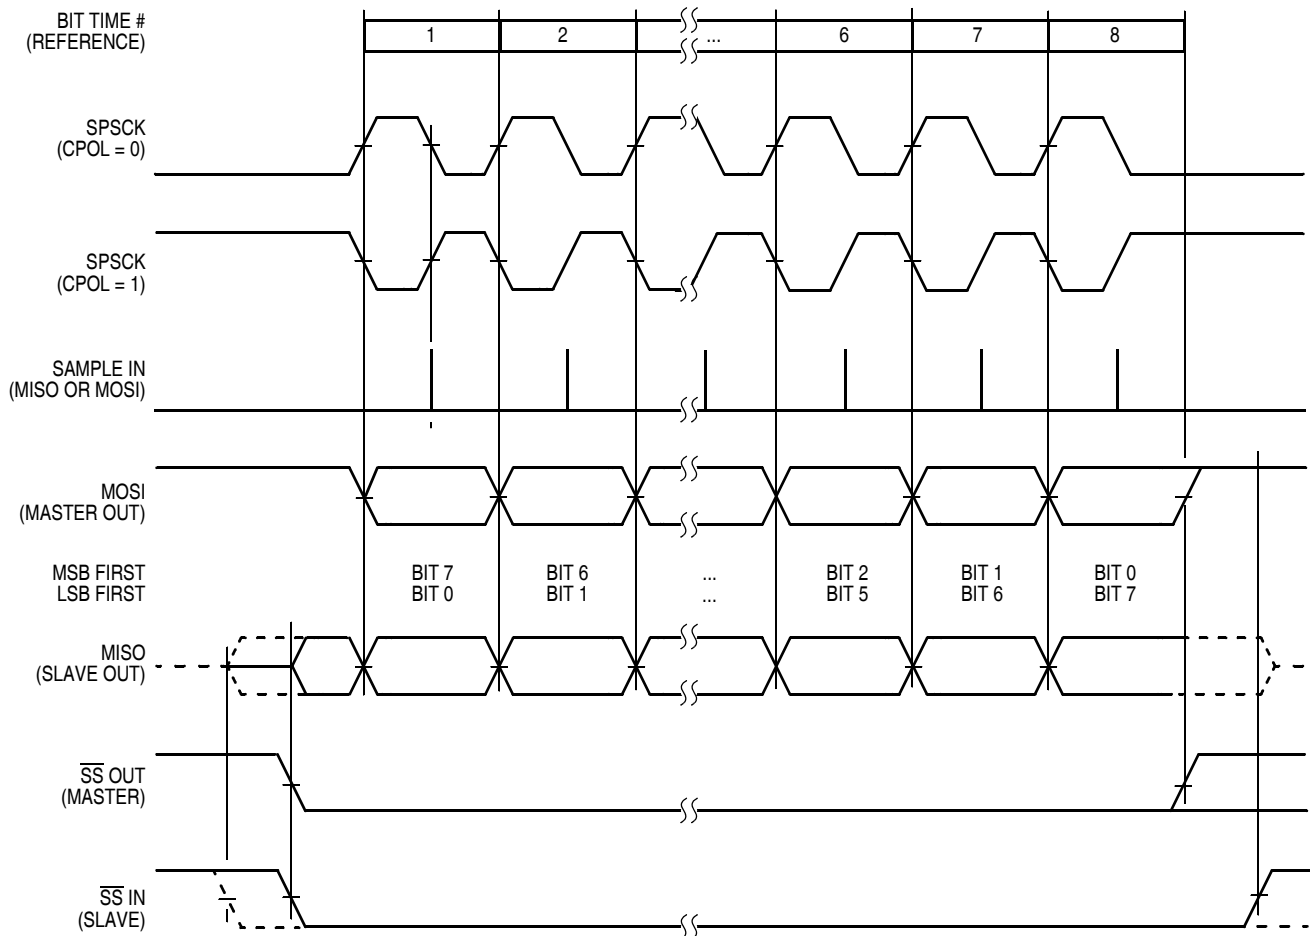 BIT TIME #
(REFERENCE)
1 2 ... 6 7 8
SPSCK
(CPOL = 0)
SPSCK
(CPOL = 1)
SAMPLE IN
(MISO OR MOSI)
MOSI
(MASTER OUT)
MSB FIRST BIT 7 BIT 6 ... BIT 2 BIT 1 BIT 0
LSB FIRST BIT 0 BIT 1 ... BIT 5 BIT 6 BIT 7
MISO
(SLAVE OUT)
S̅S̅ OUT
(MASTER)
S̅S̅ IN
(SLAVE)